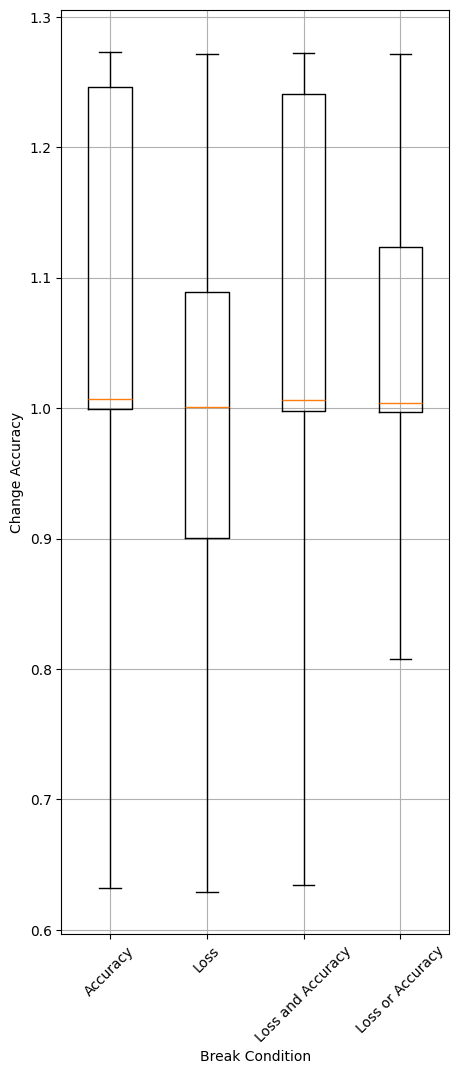 1.3
1.2
1.1
1.0
0.9
0.8
0.7
0.6
Change Accuracy
Accuracy
Loss
Loss and Accuracy
Loss or Accuracy
Break Condition